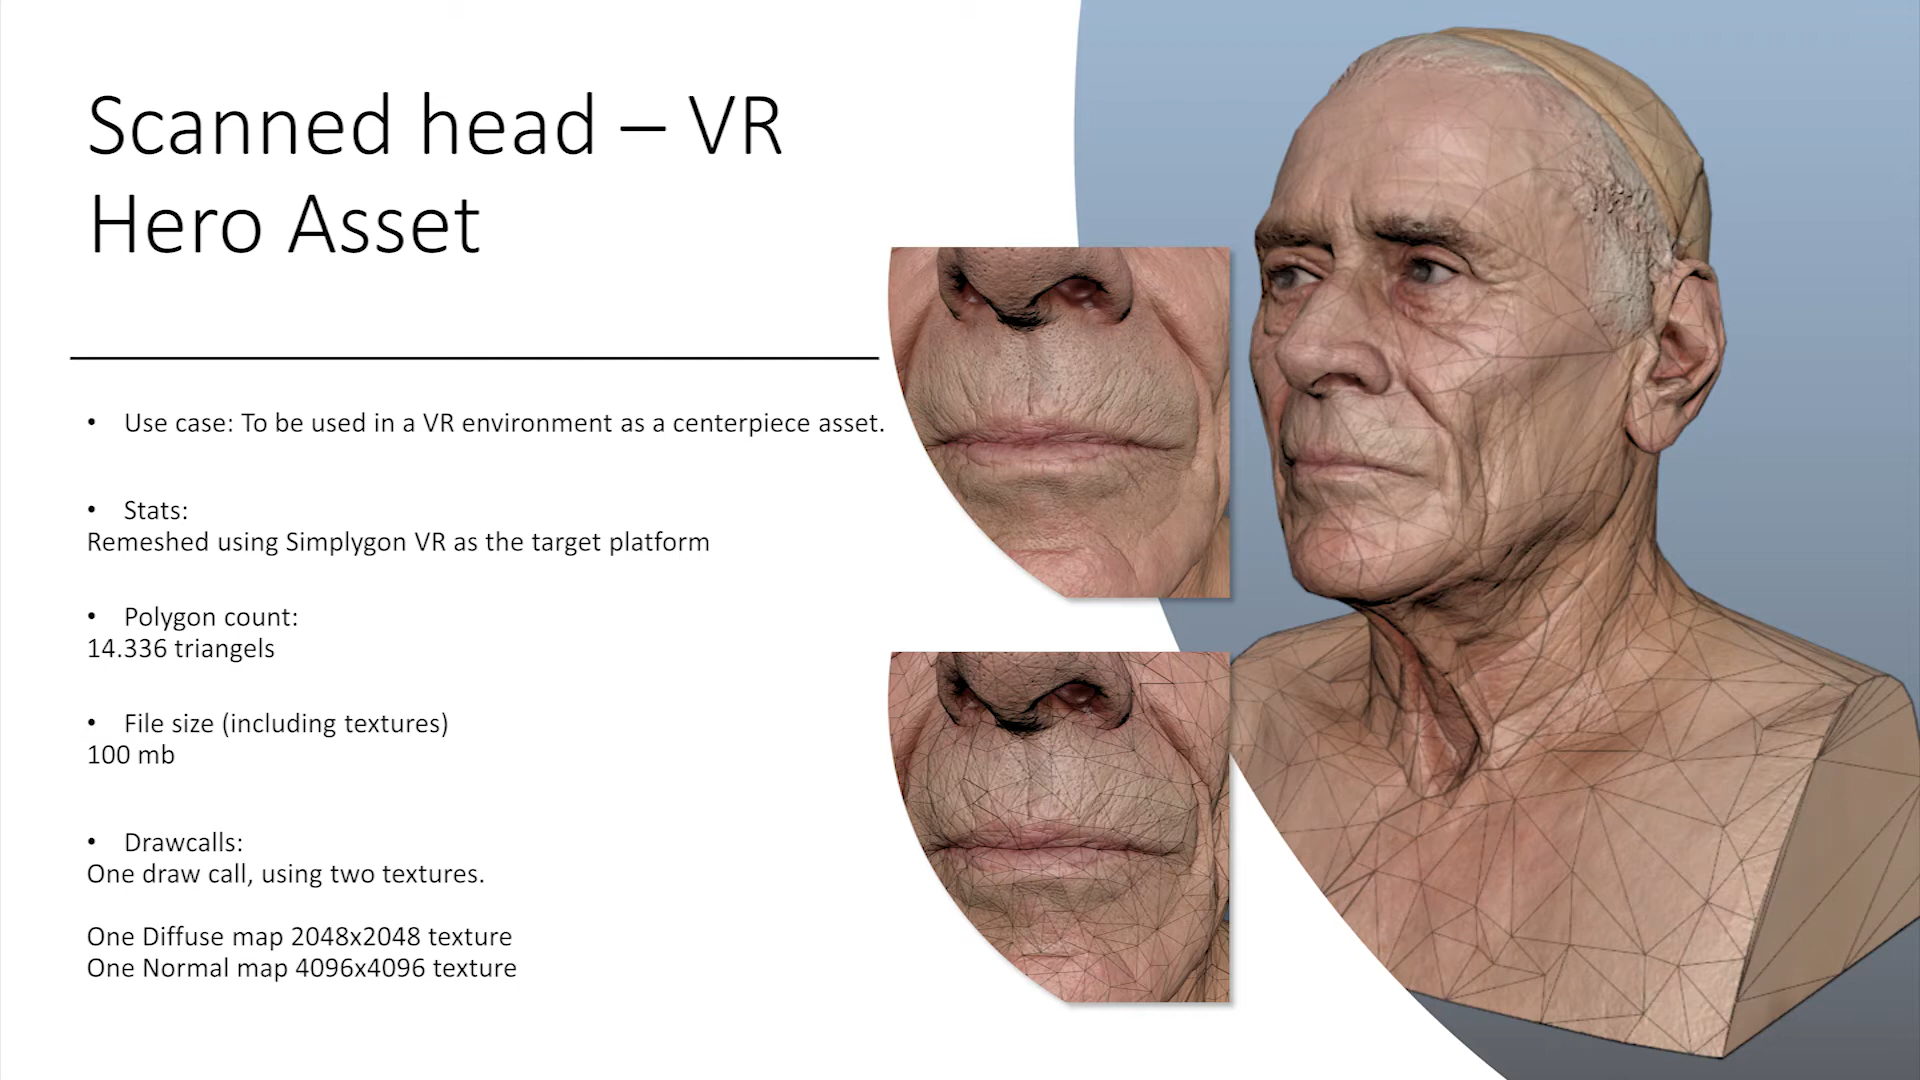 Scanned head – VR
Hero Asset
• Use case: To be used in a VR environment as a centerpiece asset.
• Stats:
Remeshed using Simplygon VR as the target platform
• Polygon count:
14.336 triangels
• File size (including textures)
100 mb
• Drawcalls:
One draw call, using two textures.
One Diffuse map 2048x2048 texture
One Normal map 4096x4096 texture